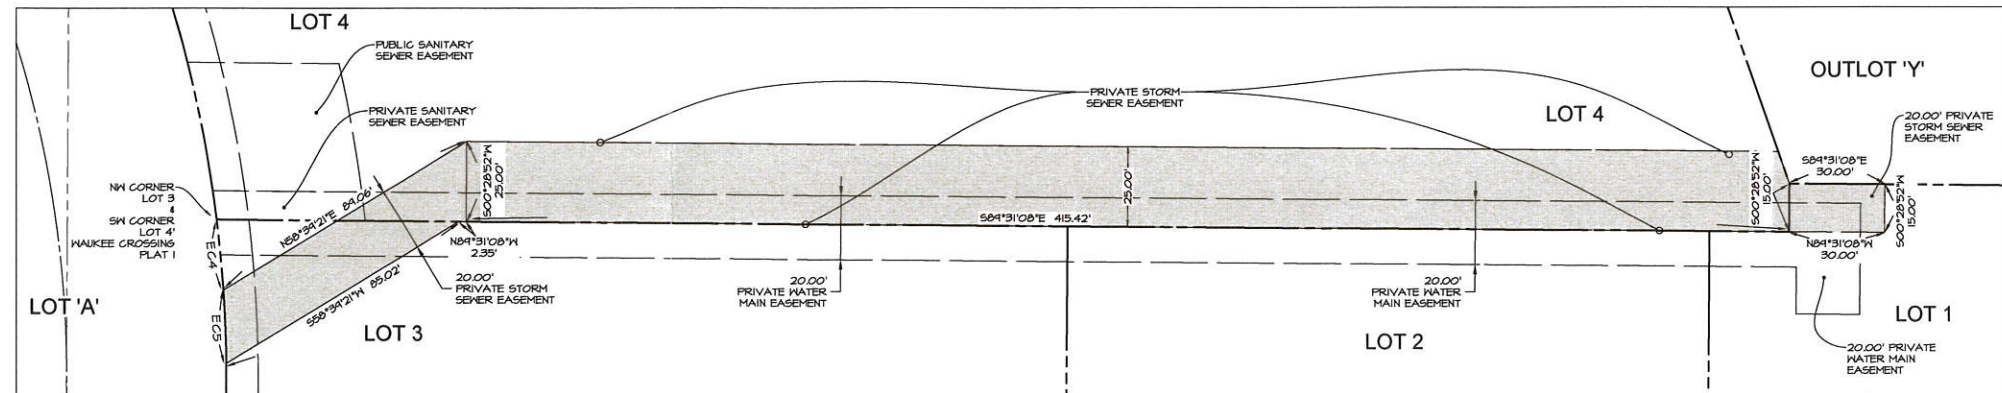 LOT 4
PUBLIC SANITARY
SEWER EASEMENT
PRIVATE SANITARY
SEWER EASEMENT
NW CORNER
LOT 3
&
SW CORNER
LOT 4'
WAUKEE CROSSING
PLAT 1
LOT 'A'
EC4
EC5
N58°39'21"E 89.06'
S58°39'21"W 85.02'
LOT 3
S00°28'52"W
25.00'
N89°31'08"W
2.35'
20.00'
PRIVATE STORM
SEWER EASEMENT
PRIVATE STORM
SEWER EASEMENT
S89°31'08"E 415.42'
25.00'
20.00'
PRIVATE WATER
MAIN EASEMENT
20.00'
PRIVATE WATER
MAIN EASEMENT
LOT 4
LOT 2
OUTLOT 'Y'
20.00' PRIVATE
STORM SEWER
EASEMENT
S00°28'52"W
15.00'
S89°31'08"E
30.00'
S00°28'52"W
15.00'
N89°31'08"W
30.00'
LOT 1
20.00' PRIVATE
WATER MAIN
EASEMENT